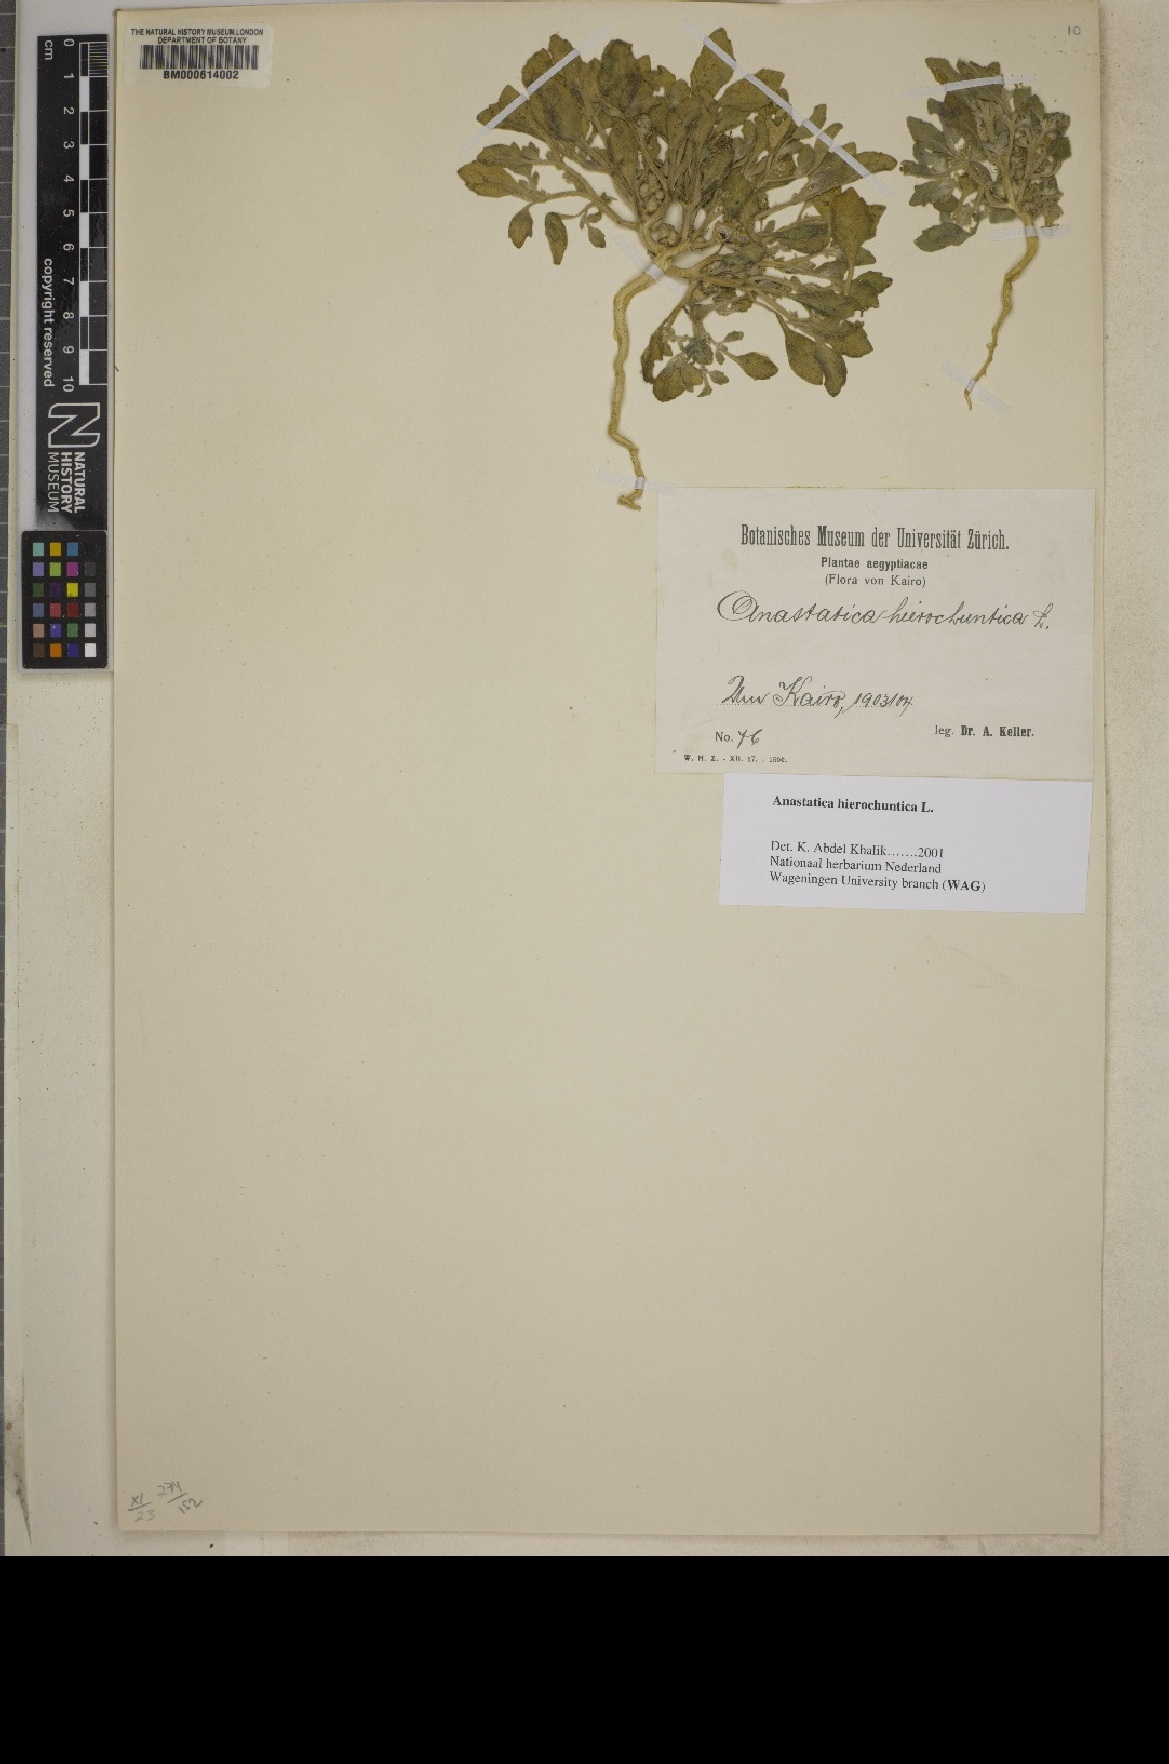 THE NATURAL HISTORY MUSEUM, LONDON
DEPARTMENT OF BOTANY
BM000614002
10
cm 0 1 2 3 4 5 6 7 8 9 10
copyright reserved
NATURAL
HISTORY
MUSEUM
Botanisches Museum der Universität Zürich.
Plantae aegyptiacae
(Flora von Kairo)
Anastatica hierochuntica L.
Kairo, 1903/04.
No. 76
leg. Dr. A. Keller.
W. H. Z. - XII. 17. -
Anastatica hierochuntica L.
Det. K. Abdel Khalik.......2001
Nationaal herbarium Nederland
Wageningen University branch (WAG)
XI/23 274/152